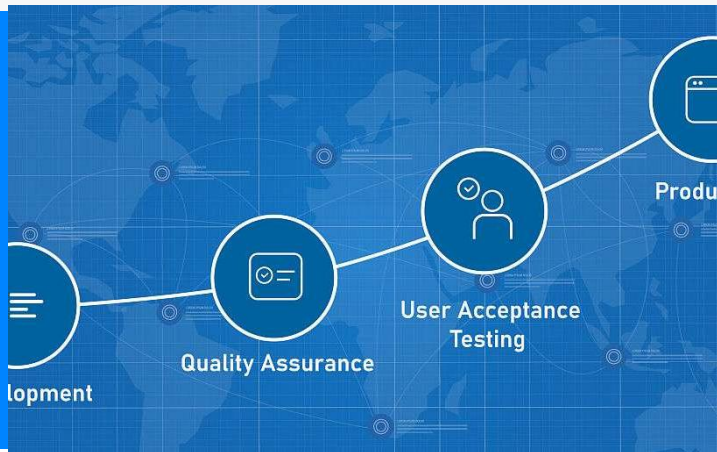 Produ
User Acceptance
Testing
Quality Assurance
lopment